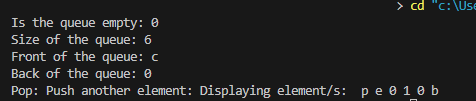 > cd "c:\Use
Is the queue empty: 0
Size of the queue: 6
Front of the queue: c
Back of the queue: 0
Pop: Push another element: Displaying element/s:  p e 0 1 0 b